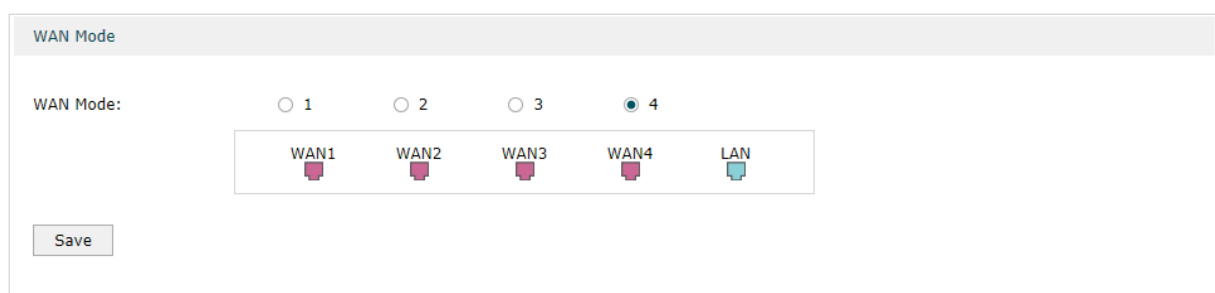 WAN Mode
WAN Mode: 1 2 3 4
WAN1 WAN2 WAN3 WAN4 LAN
Save